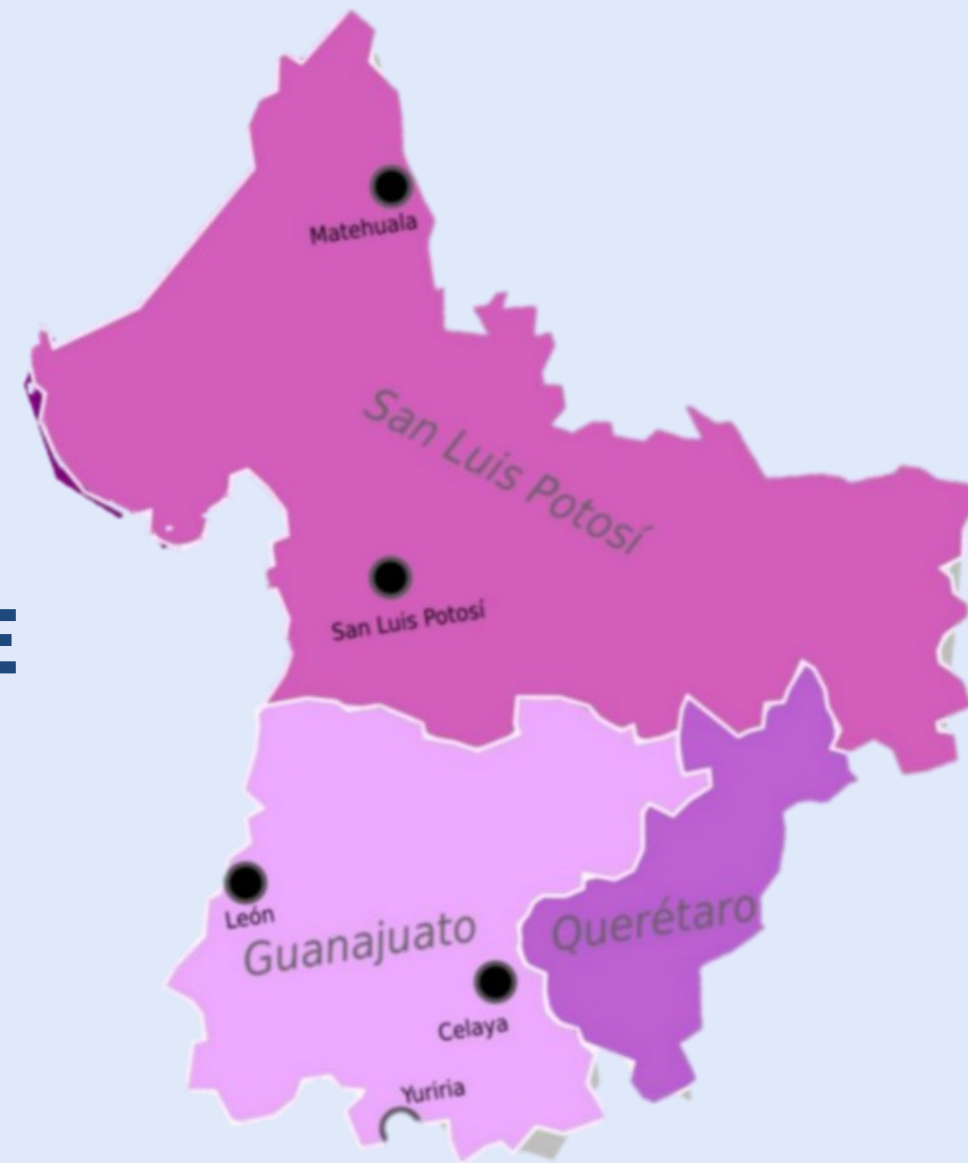 Matehuala
San Luis Potosí
San Luis Potosí
E
León
Guanajuato
Querétaro
Celaya
Yuriria